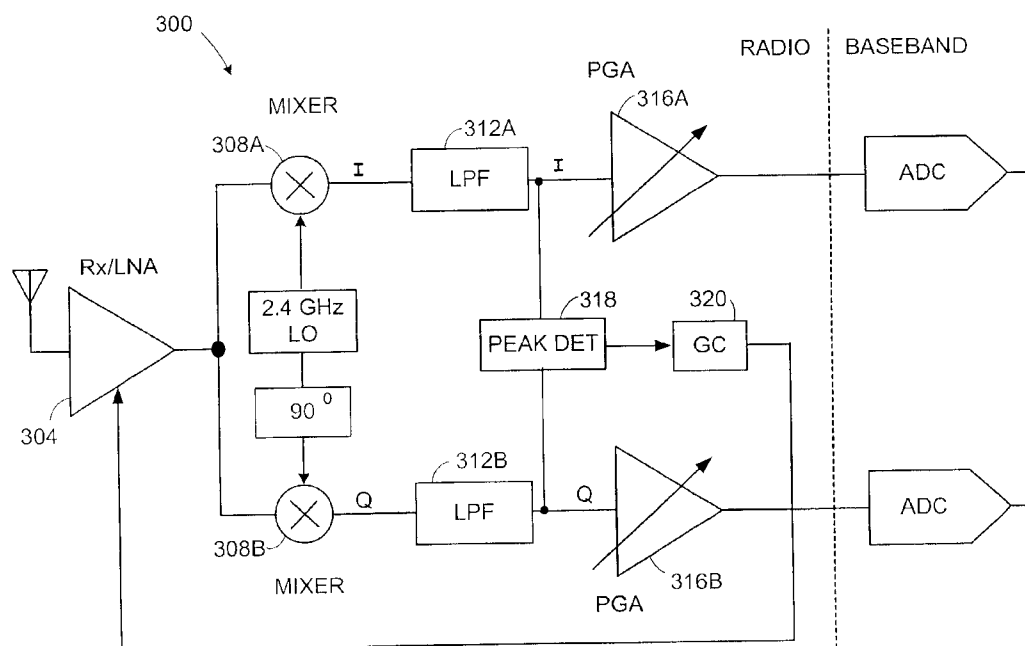 300
RADIO
BASEBAND
PGA
MIXER
316A
308A
312A
I
LPF
I
ADC
Rx/LNA
2.4 GHz
LO
318
320
PEAK DET
GC
90 0
304
312B
Q
LPF
Q
ADC
308B
MIXER
316B
PGA